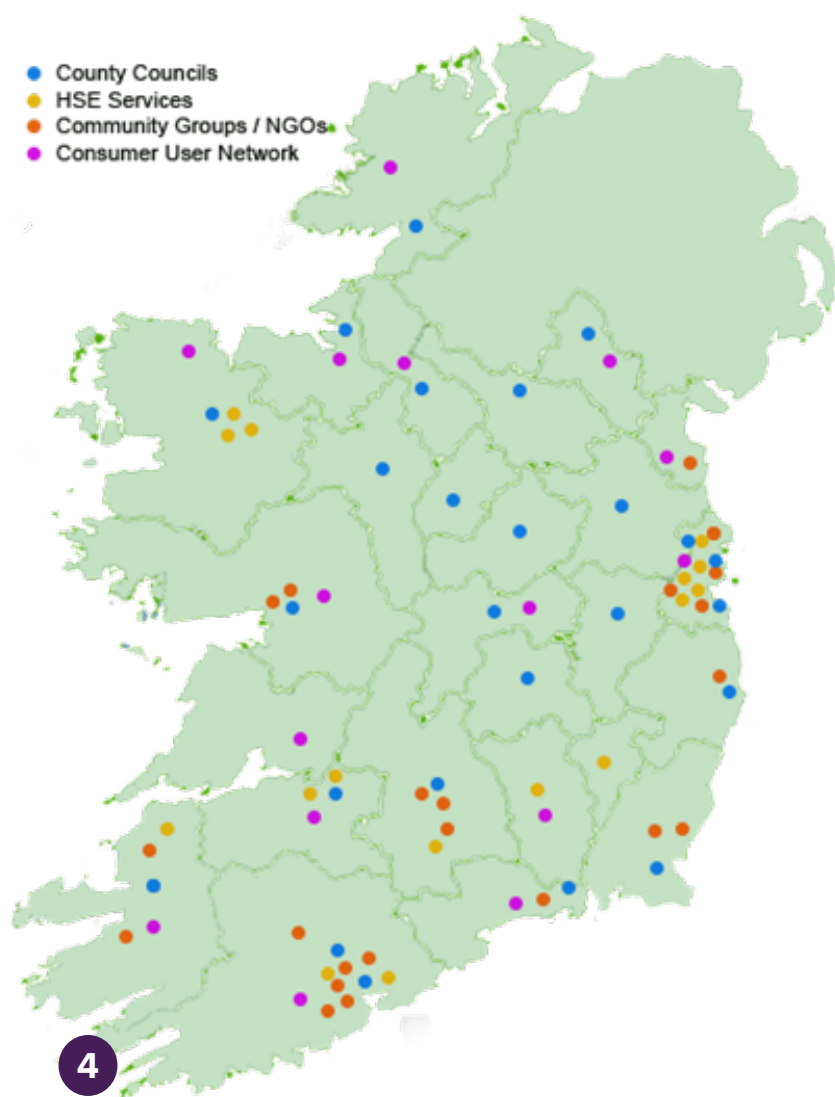 County Councils
HSE Services
Community Groups / NGOs
Consumer User Network
4